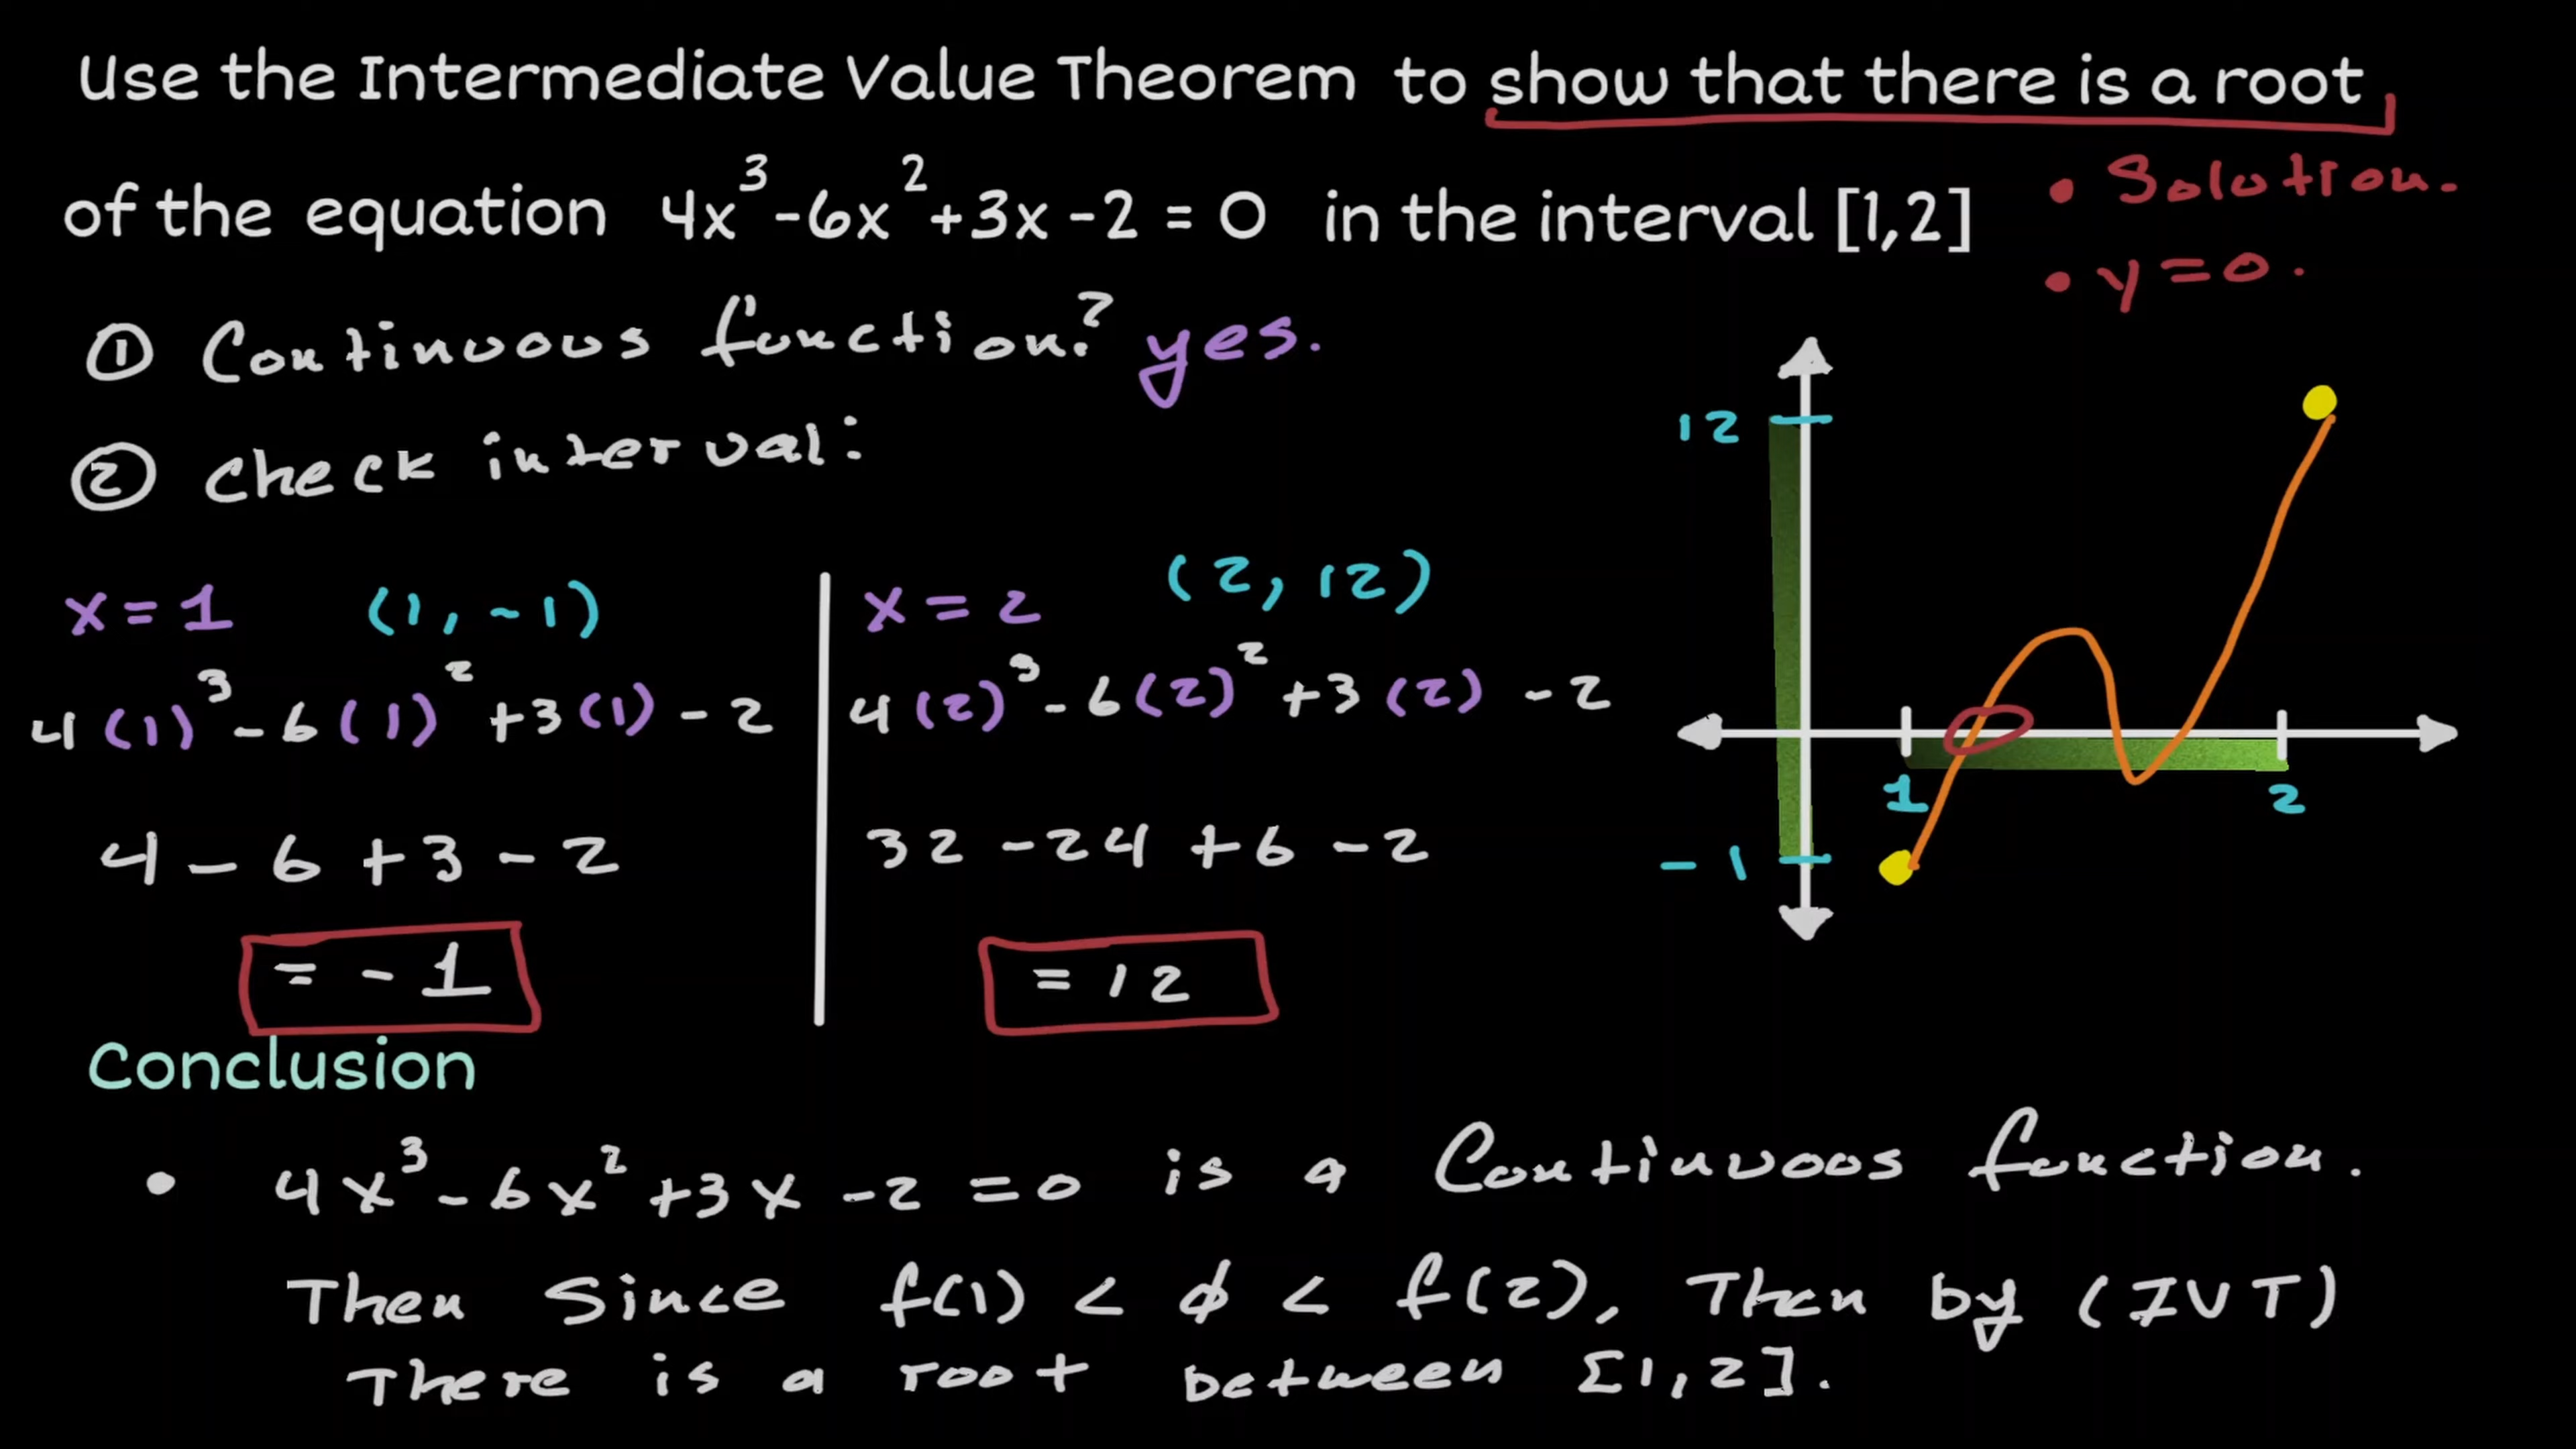 Use the Intermediate Value Theorem to show that there is a root
of the equation 4x³-6x²+3x-2=0 in the interval [1,2]
• Solution.
• y=0.
① Continuous function? yes.
② Check interval:
x=1 (1,-1)
4(1)³-6(1)²+3(1)-2
4-6+3-2
=-1
x=2 (2,12)
4(2)³-6(2)²+3(2)-2
32-24+6-2
=12
12
1
2
-1
Conclusion
• 4x³-6x²+3x-2=0 is a Continuous function.
Then Since f(1) < 0 < f(2), Then by (IVT)
There is a root between [1,2].